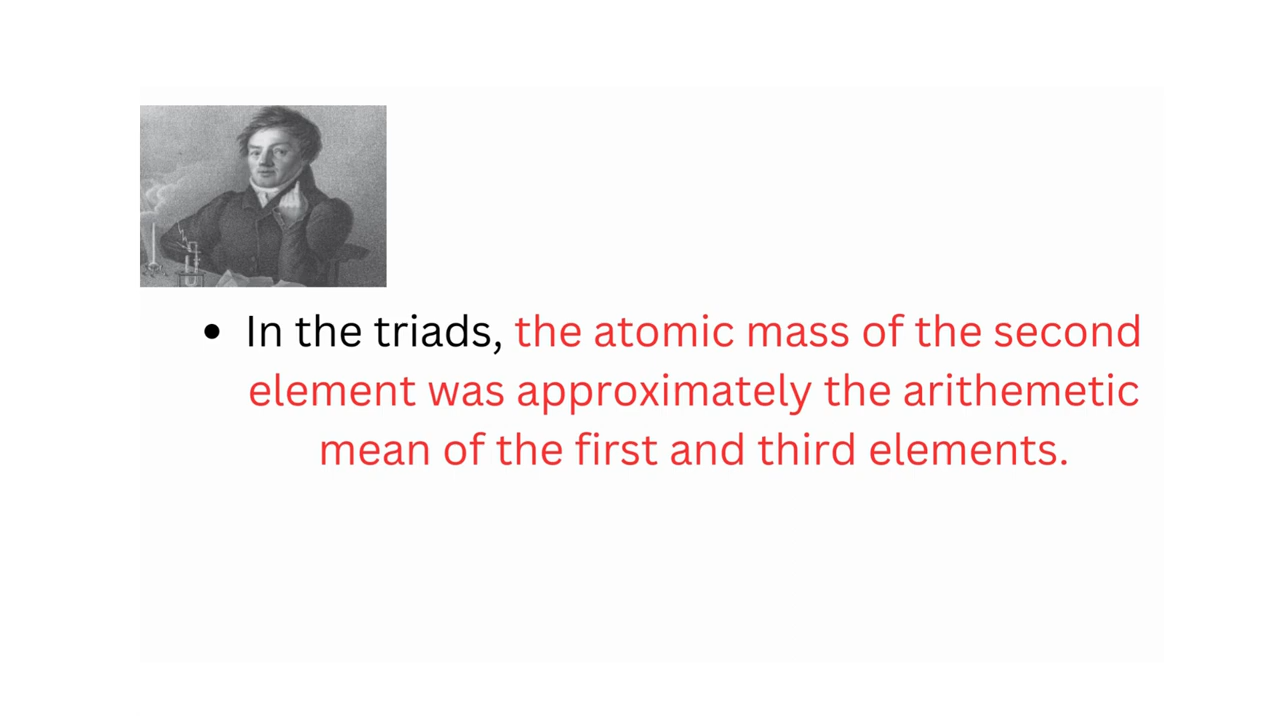 • In the triads, the atomic mass of the second
element was approximately the arithemetic
mean of the first and third elements.